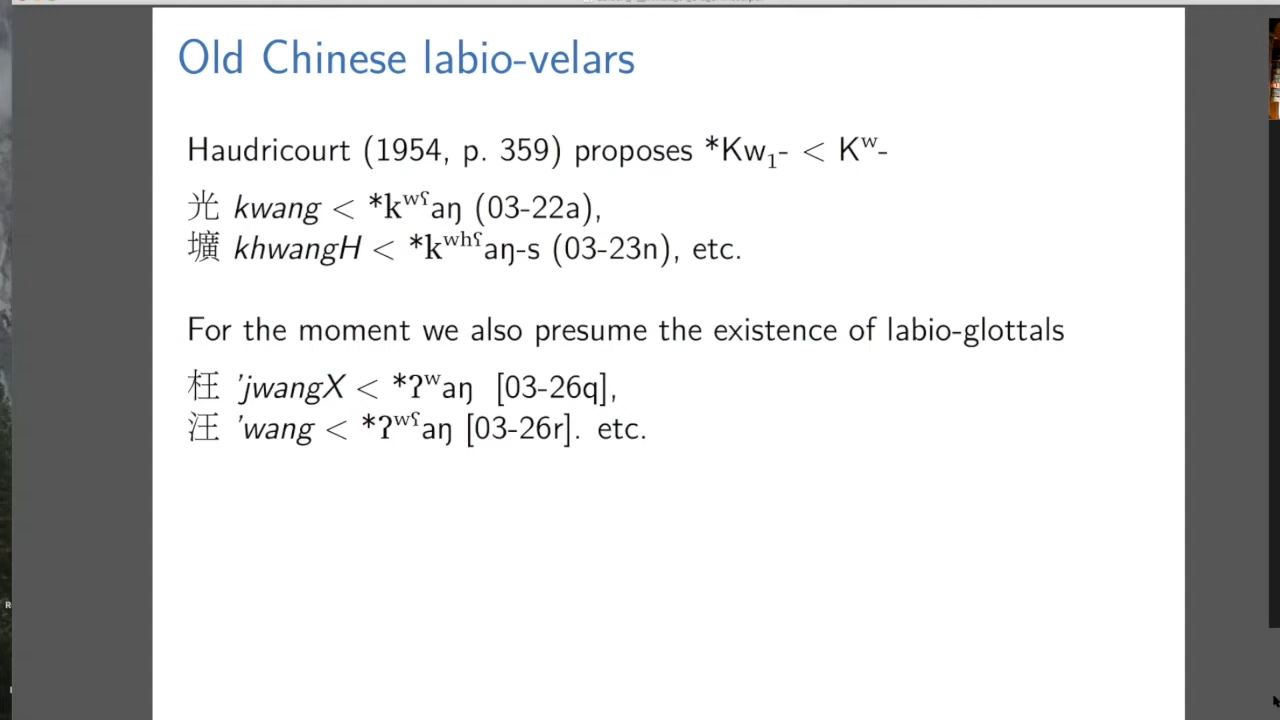 Old Chinese labio-velars
Haudricourt (1954, p. 359) proposes *Kw₁- < Kʷ-
光 kwang < *kʷˤaŋ (03-22a),
壙 khwangH < *kʷʰˤaŋ-s (03-23n), etc.
For the moment we also presume the existence of labio-glottals
枉 'jwangX < *ʔʷaŋ [03-26q],
汪 'wang < *ʔʷˤaŋ [03-26r]. etc.